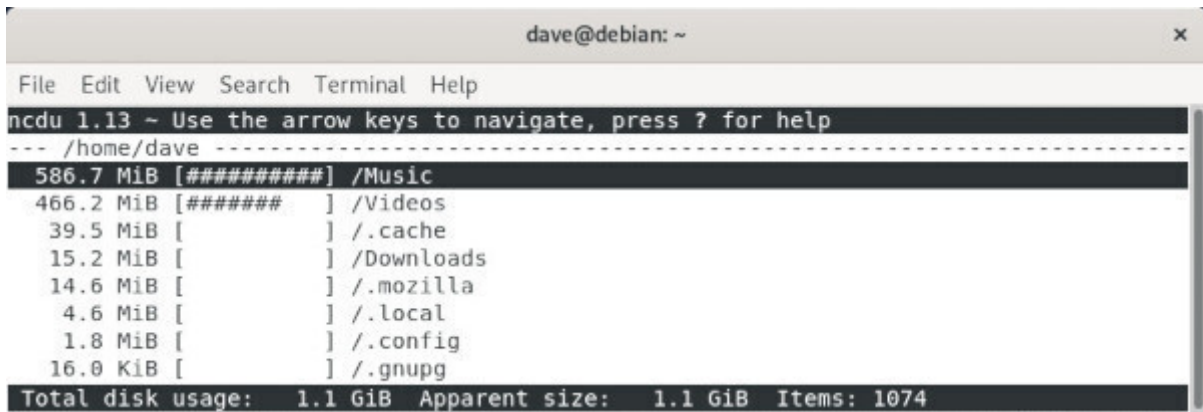 dave@debian: ~ ×
File Edit View Search Terminal Help
ncdu 1.13 ~ Use the arrow keys to navigate, press ? for help
--- /home/dave -----------------------------------------------------------------------
586.7 MiB [##########] /Music
466.2 MiB [#######   ] /Videos
39.5 MiB [          ] /.cache
15.2 MiB [          ] /Downloads
14.6 MiB [          ] /.mozilla
4.6 MiB [          ] /.local
1.8 MiB [          ] /.config
16.0 KiB [          ] /.gnupg
Total disk usage:   1.1 GiB  Apparent size:   1.1 GiB  Items: 1074